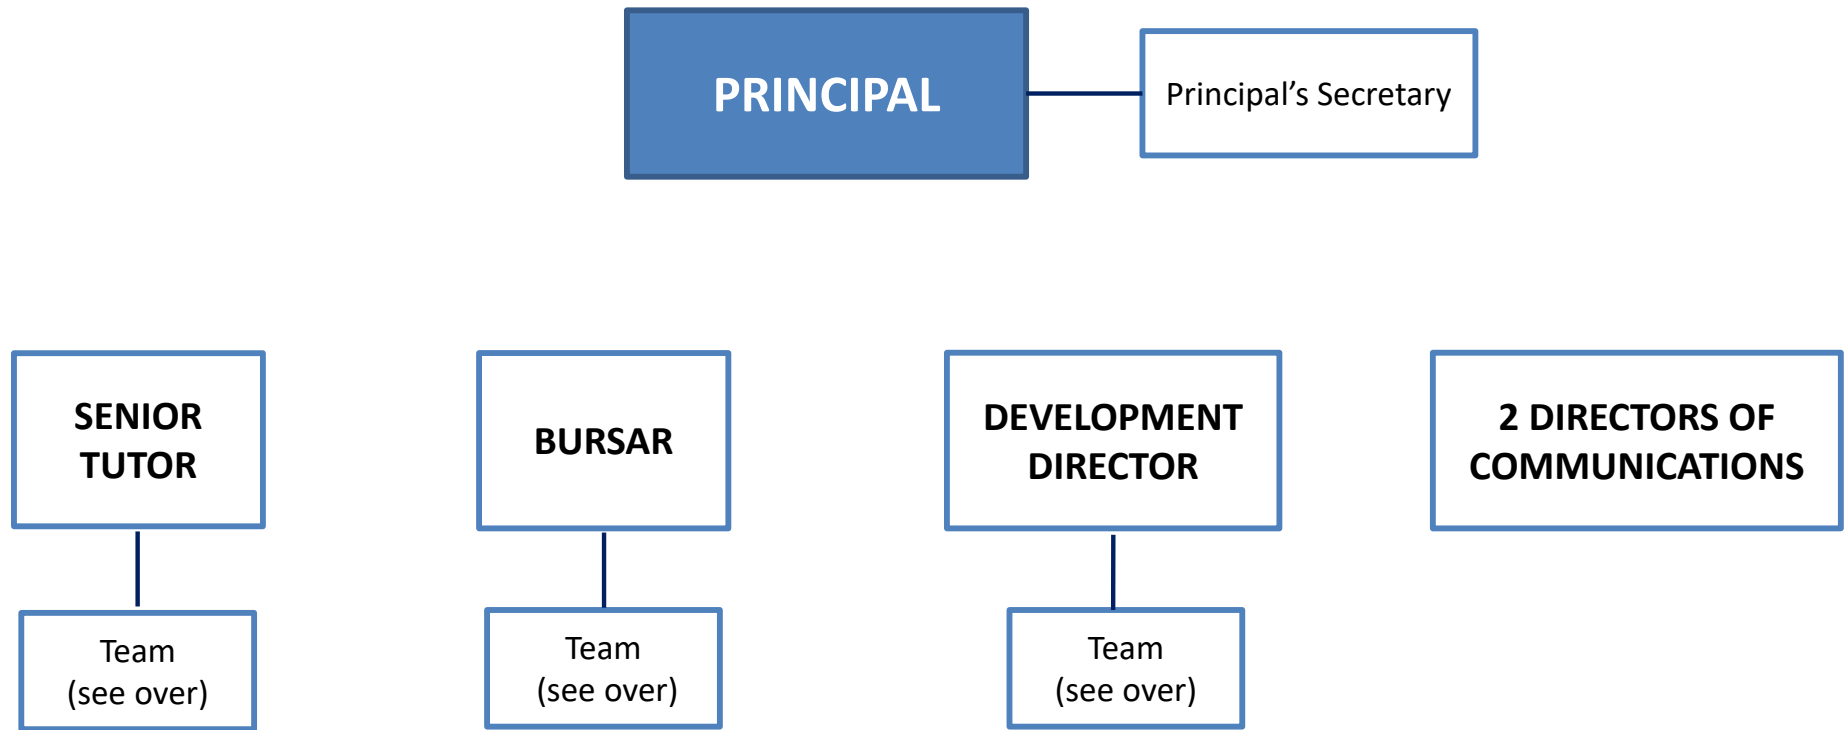 PRINCIPAL
Principal’s Secretary
SENIOR
TUTOR
BURSAR
DEVELOPMENT
DIRECTOR
2 DIRECTORS OF
COMMUNICATIONS
Team
(see over)
Team
(see over)
Team
(see over)